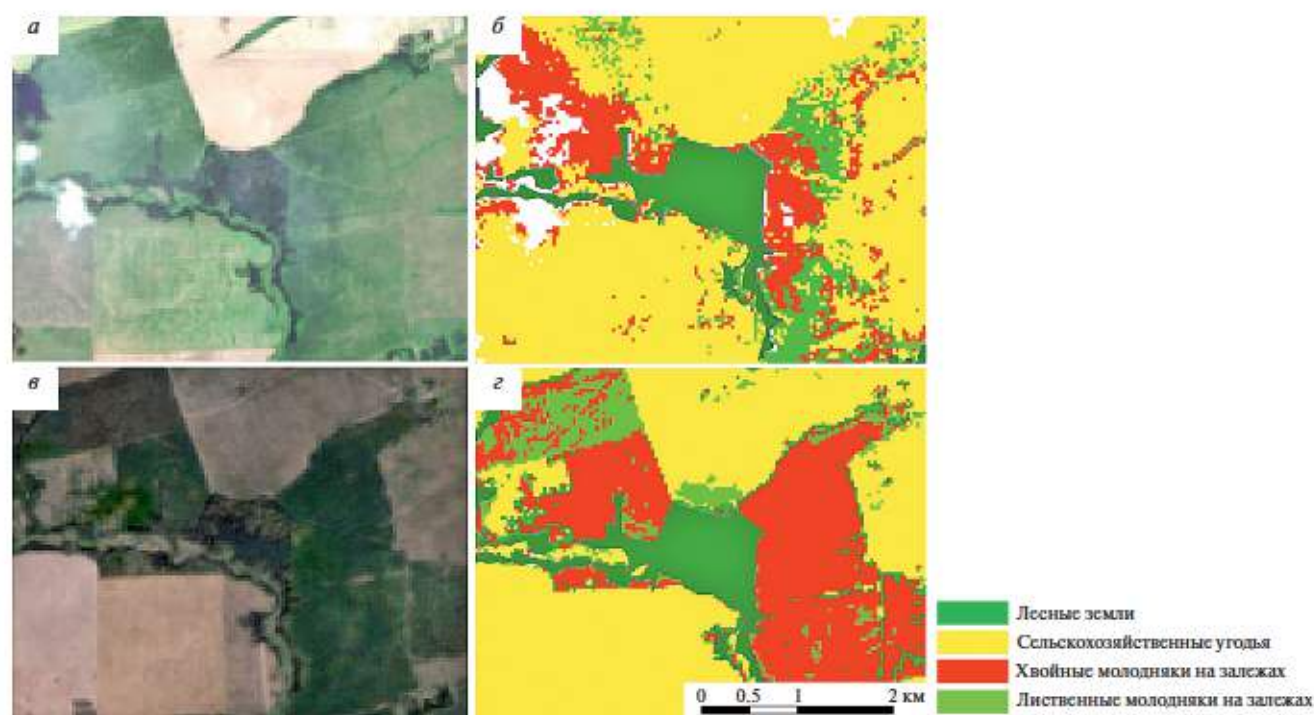 а
б
в
г
Лесные земли
Сельскохозяйственные угодья
Хвойные молодняки на залежах
Лиственные молодняки на залежах
0 0.5 1 2 км